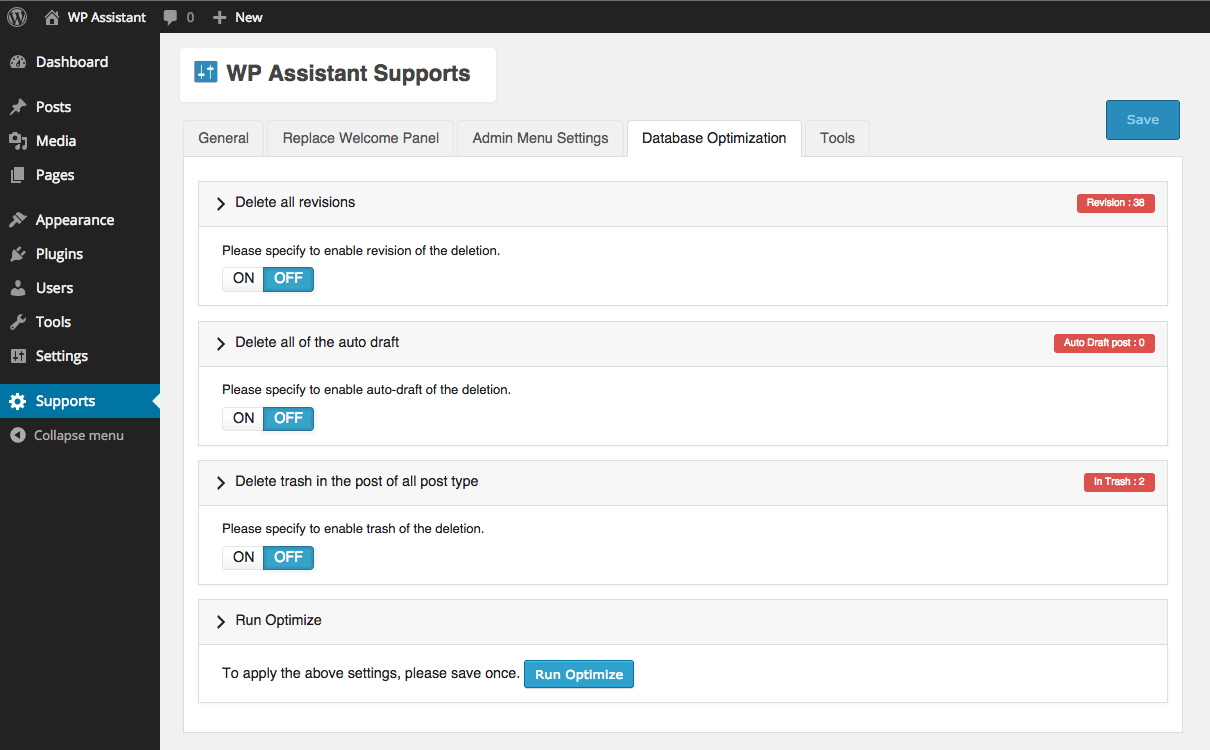 WP Assistant 0 New
Dashboard
Posts
Media
Pages
Appearance
Plugins
Users
Tools
Settings
Supports
Collapse menu
WP Assistant Supports
Save
General Replace Welcome Panel Admin Menu Settings Database Optimization Tools
Delete all revisions Revision : 38
Please specify to enable revision of the deletion.
ON OFF
Delete all of the auto draft Auto Draft post : 0
Please specify to enable auto-draft of the deletion.
ON OFF
Delete trash in the post of all post type In Trash : 2
Please specify to enable trash of the deletion.
ON OFF
Run Optimize
To apply the above settings, please save once. Run Optimize